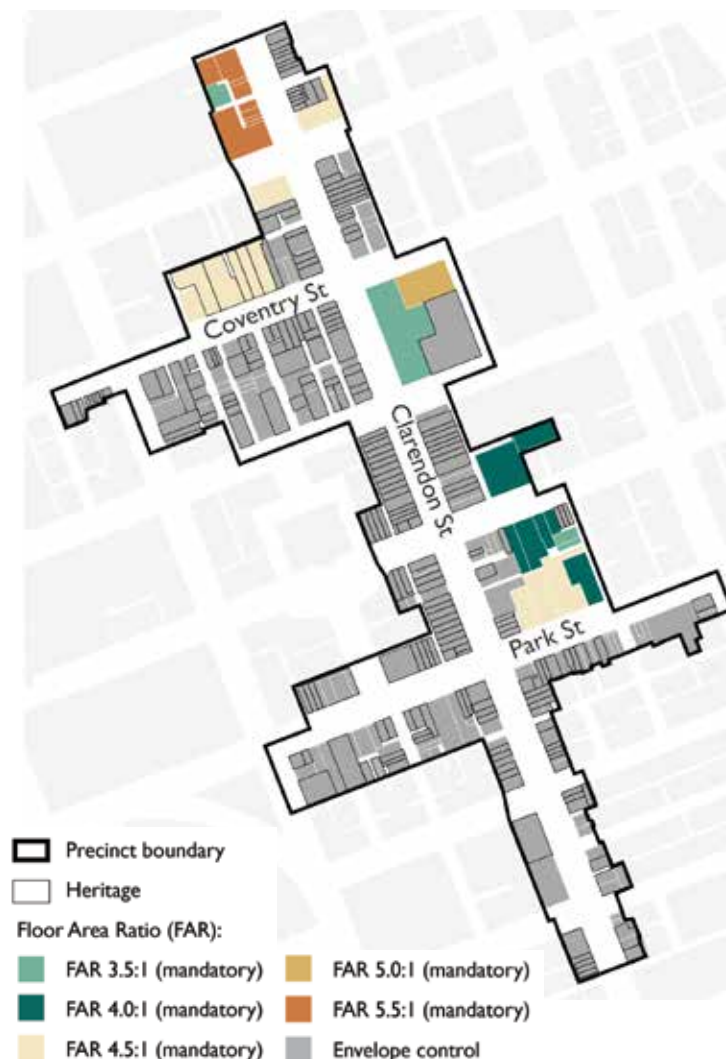 Coventry St
Clarendon St
Park St
Precinct boundary
Heritage
Floor Area Ratio (FAR):
FAR 3.5:1 (mandatory)
FAR 5.0:1 (mandatory)
FAR 4.0:1 (mandatory)
FAR 5.5:1 (mandatory)
FAR 4.5:1 (mandatory)
Envelope control